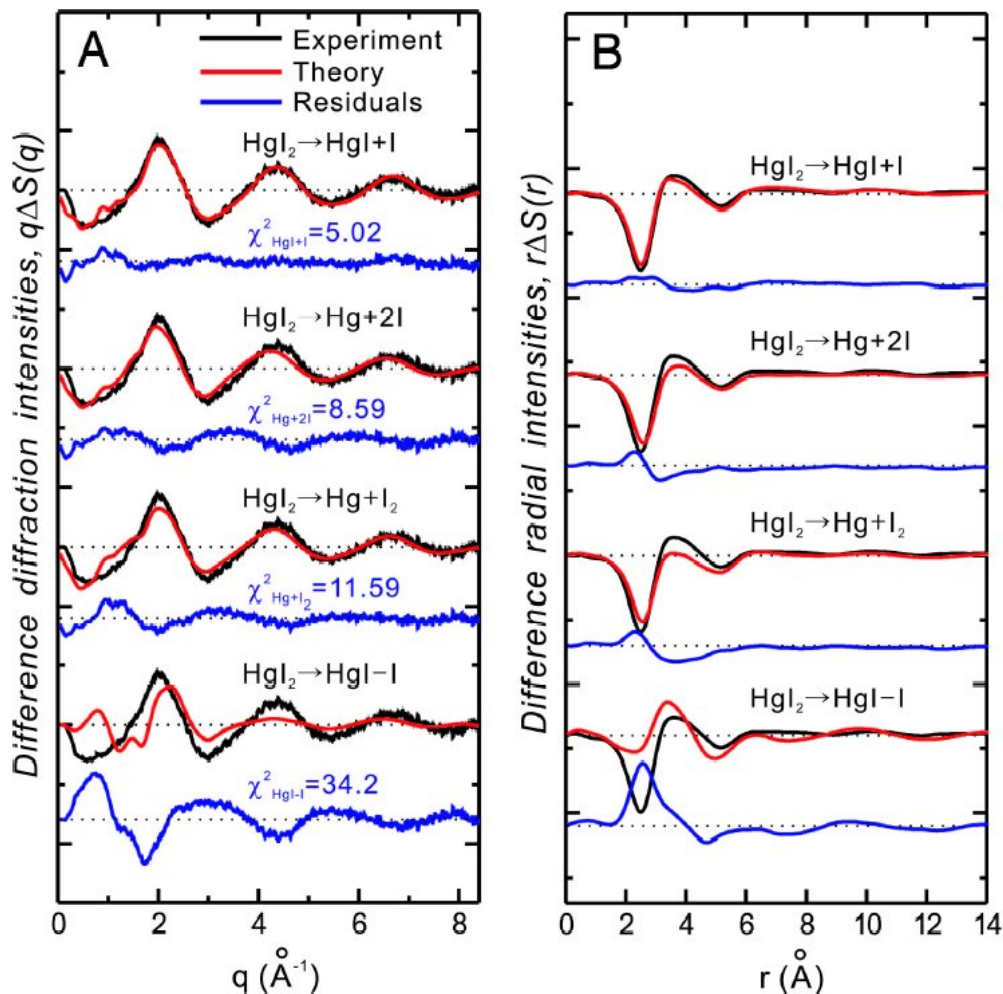 A
Experiment
Theory
Residuals
Difference diffraction intensities, qΔS(q)
HgI₂→HgI+I
χ²HgI+I=5.02
HgI₂→Hg+2I
χ²Hg+2I=8.59
HgI₂→Hg+I₂
χ²Hg+I₂=11.59
HgI₂→HgI−I
χ²HgI-I=34.2
0 2 4 6 8
q (Å⁻¹)
B
Difference radial intensities, rΔS(r)
HgI₂→HgI+I
HgI₂→Hg+2I
HgI₂→Hg+I₂
HgI₂→HgI−I
0 2 4 6 8 10 12 14
r (Å)